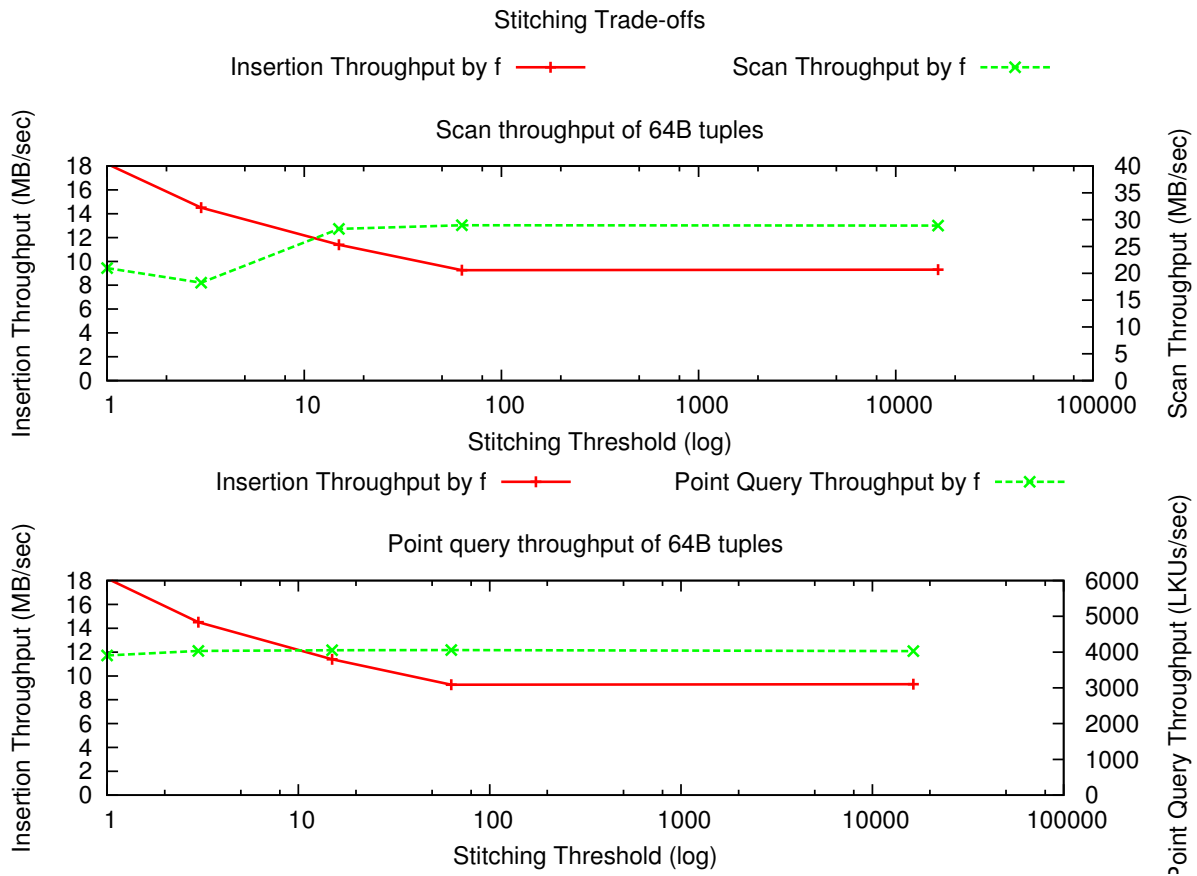 Stitching Trade-offs
Insertion Throughput by f Scan Throughput by f
Scan throughput of 64B tuples
Insertion Throughput (MB/sec)
18
16
14
12
10
8
6
4
2
0
40
35
30
25
20
15
10
5
0
Scan Throughput (MB/sec)
1 10 100 1000 10000 100000
Stitching Threshold (log)
Insertion Throughput by f Point Query Throughput by f
Point query throughput of 64B tuples
Insertion Throughput (MB/sec)
18
16
14
12
10
8
6
4
2
0
6000
5000
4000
3000
2000
1000
0
Point Query Throughput (LKUs/sec)
1 10 100 1000 10000 100000
Stitching Threshold (log)